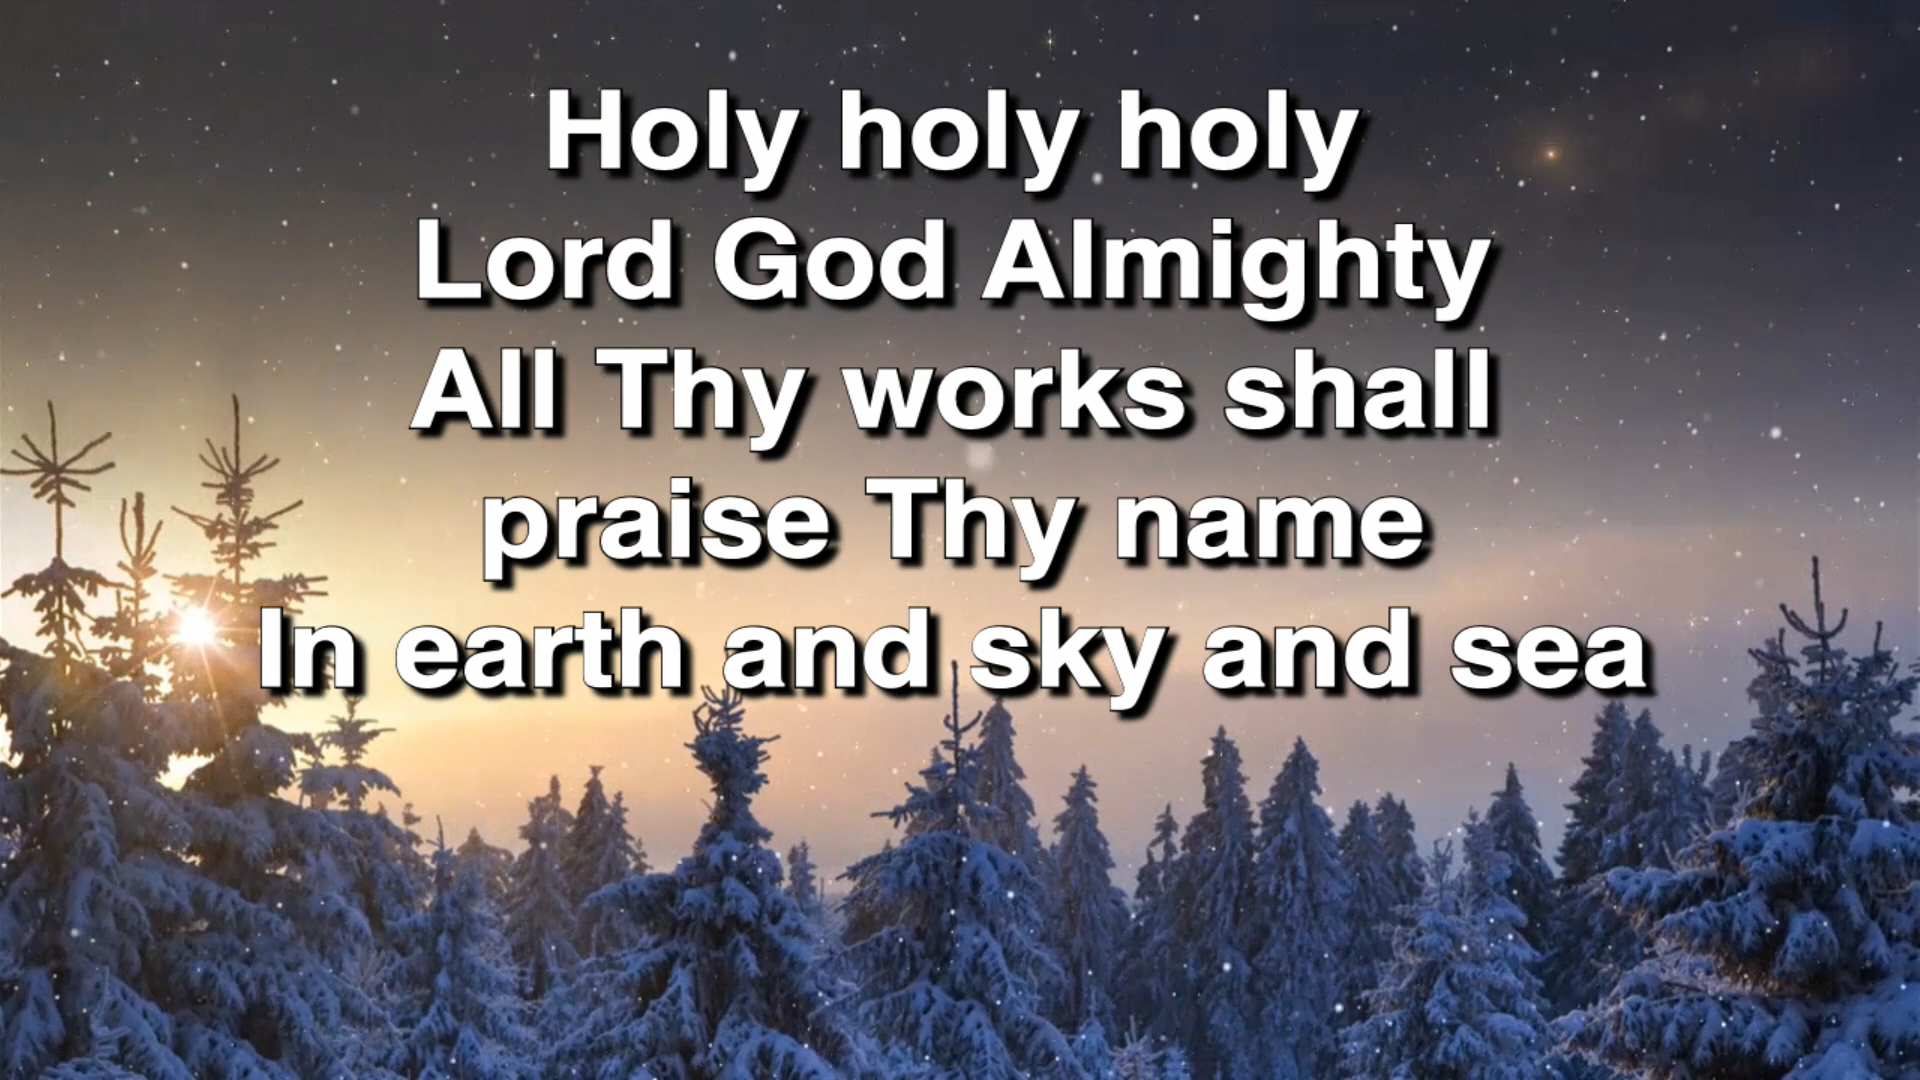 Holy holy holy
Lord God Almighty
All Thy works shall
praise Thy name
In earth and sky and sea